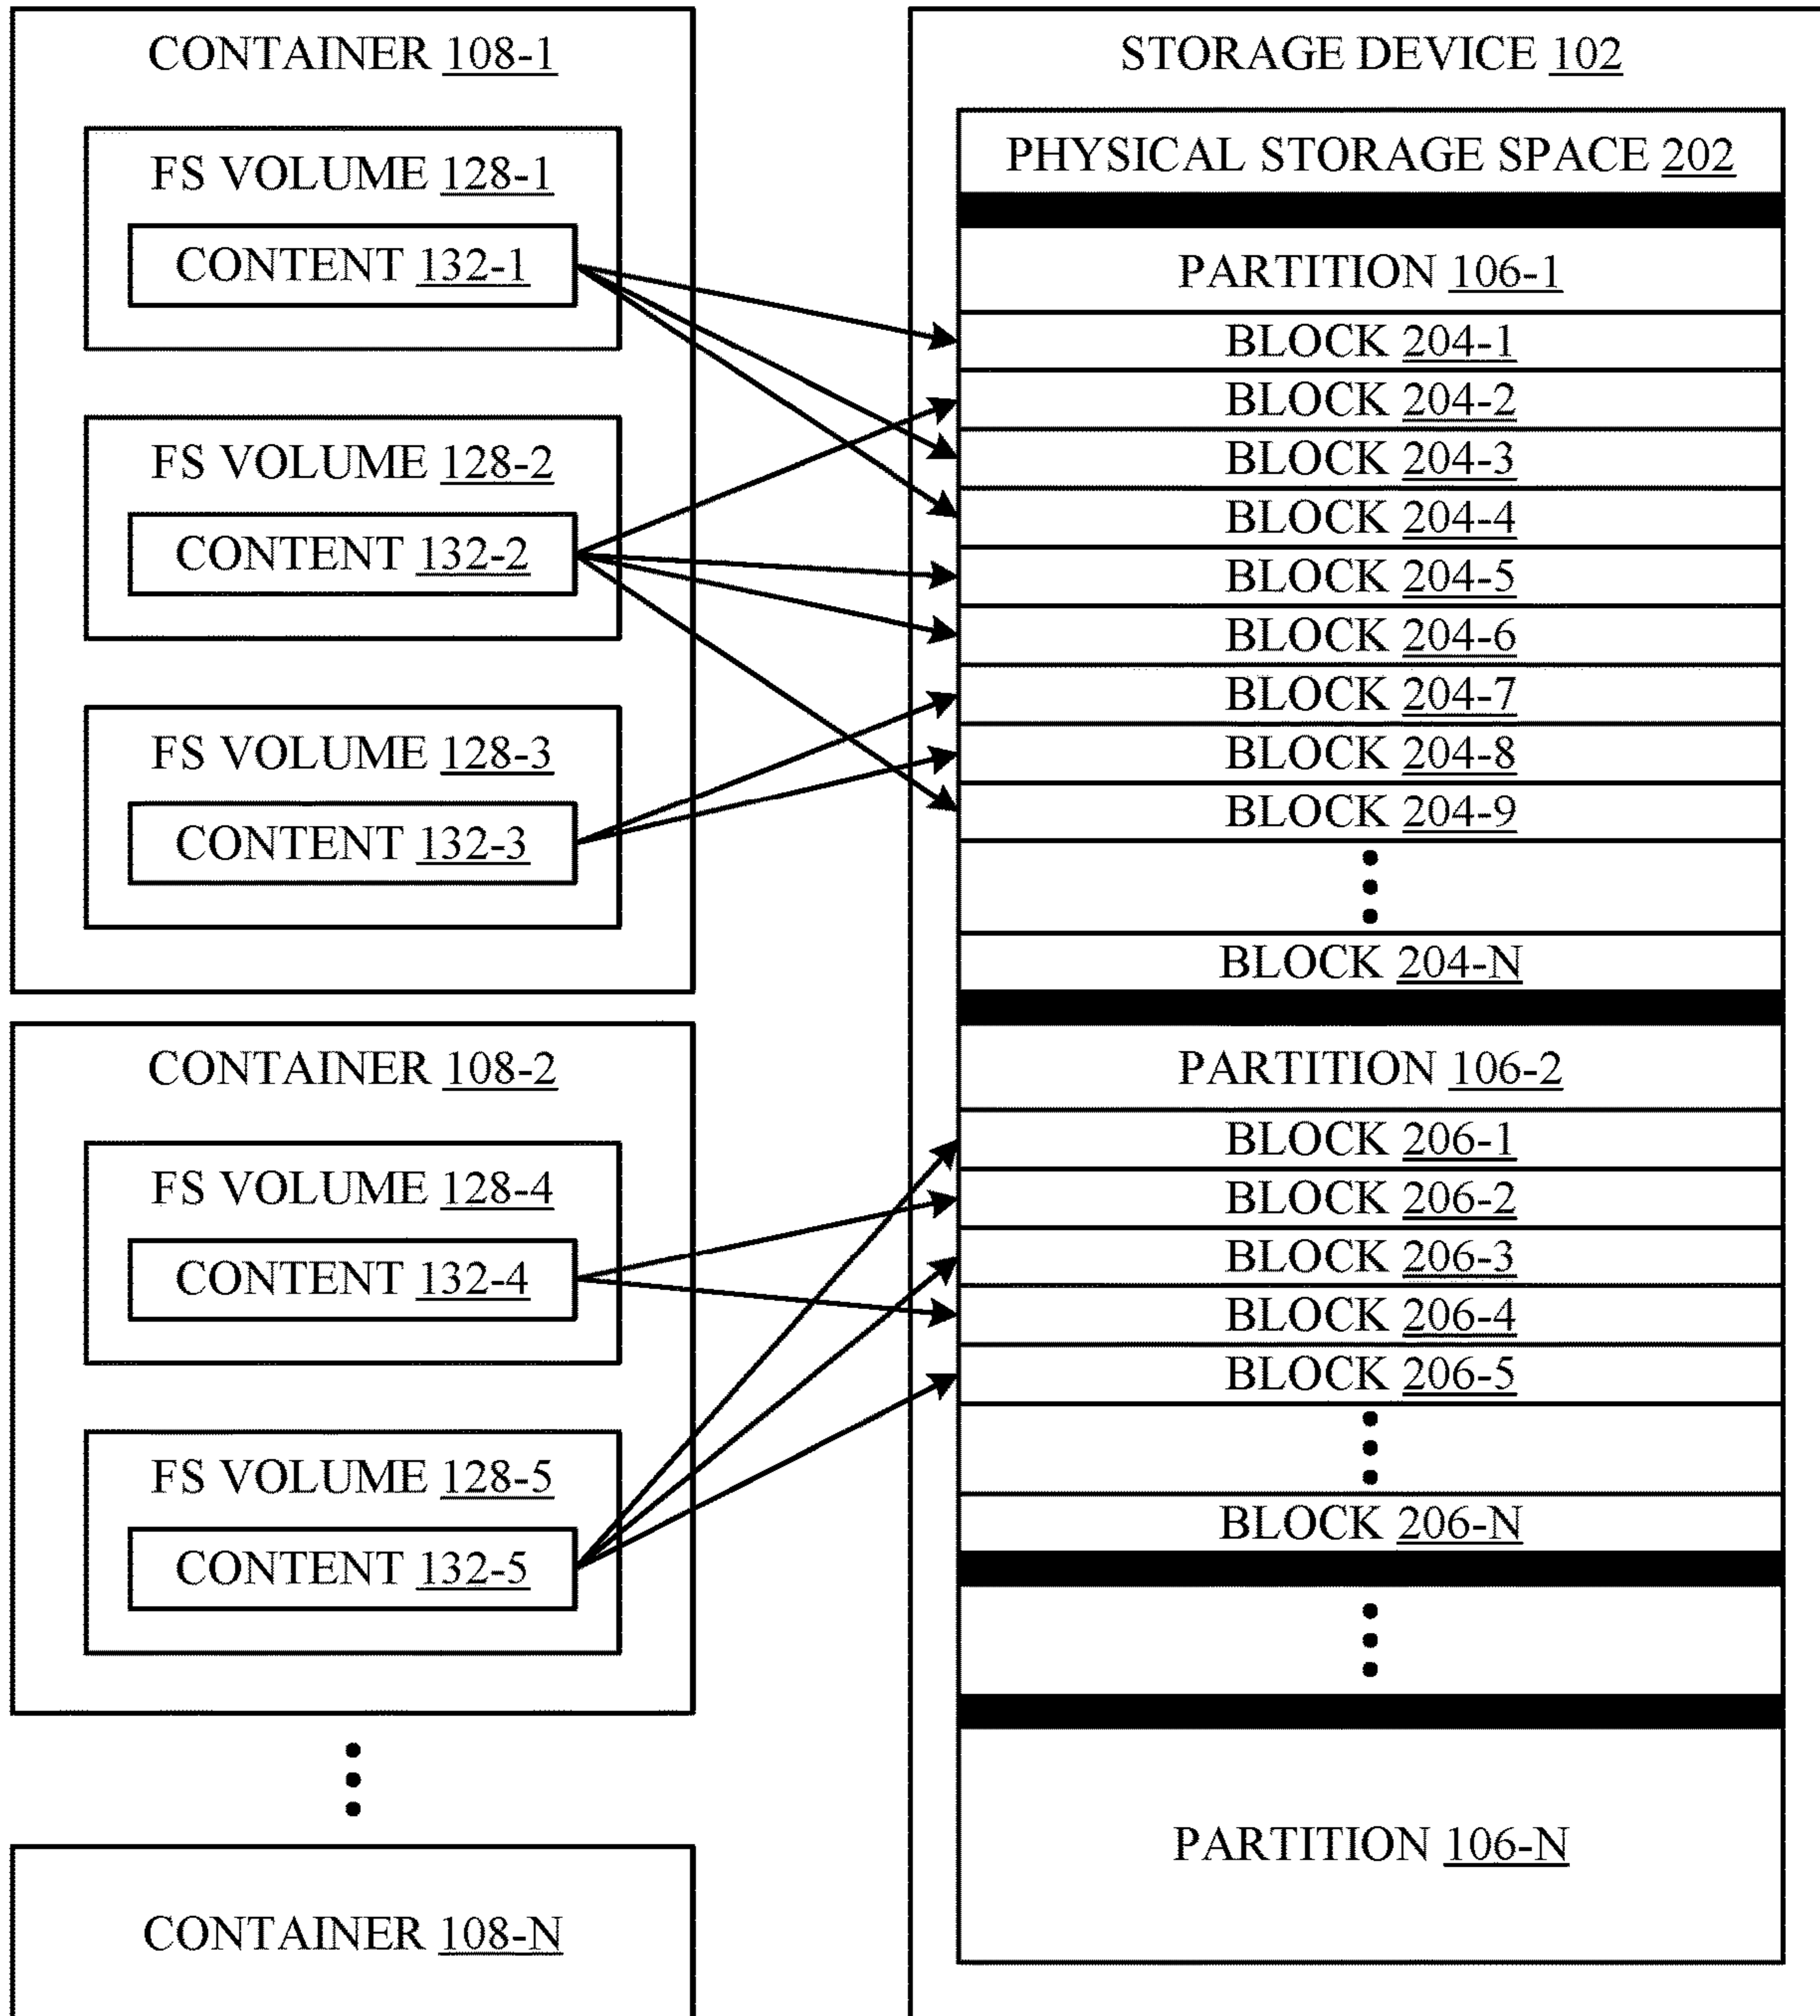 CONTAINER 108-1
FS VOLUME 128-1
CONTENT 132-1
FS VOLUME 128-2
CONTENT 132-2
FS VOLUME 128-3
CONTENT 132-3
CONTAINER 108-2
FS VOLUME 128-4
CONTENT 132-4
FS VOLUME 128-5
CONTENT 132-5
CONTAINER 108-N
STORAGE DEVICE 102
PHYSICAL STORAGE SPACE 202
PARTITION 106-1
BLOCK 204-1
BLOCK 204-2
BLOCK 204-3
BLOCK 204-4
BLOCK 204-5
BLOCK 204-6
BLOCK 204-7
BLOCK 204-8
BLOCK 204-9
BLOCK 204-N
PARTITION 106-2
BLOCK 206-1
BLOCK 206-2
BLOCK 206-3
BLOCK 206-4
BLOCK 206-5
BLOCK 206-N
PARTITION 106-N